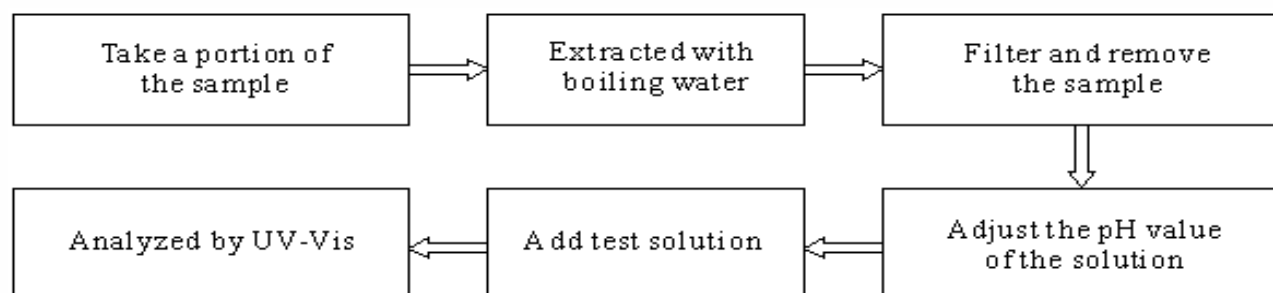 Take a portion of
the sample
Extracted with
boiling water
Filter and remove
the sample
Adjust the pH value
of the solution
Add test solution
Analyzed by UV-Vis